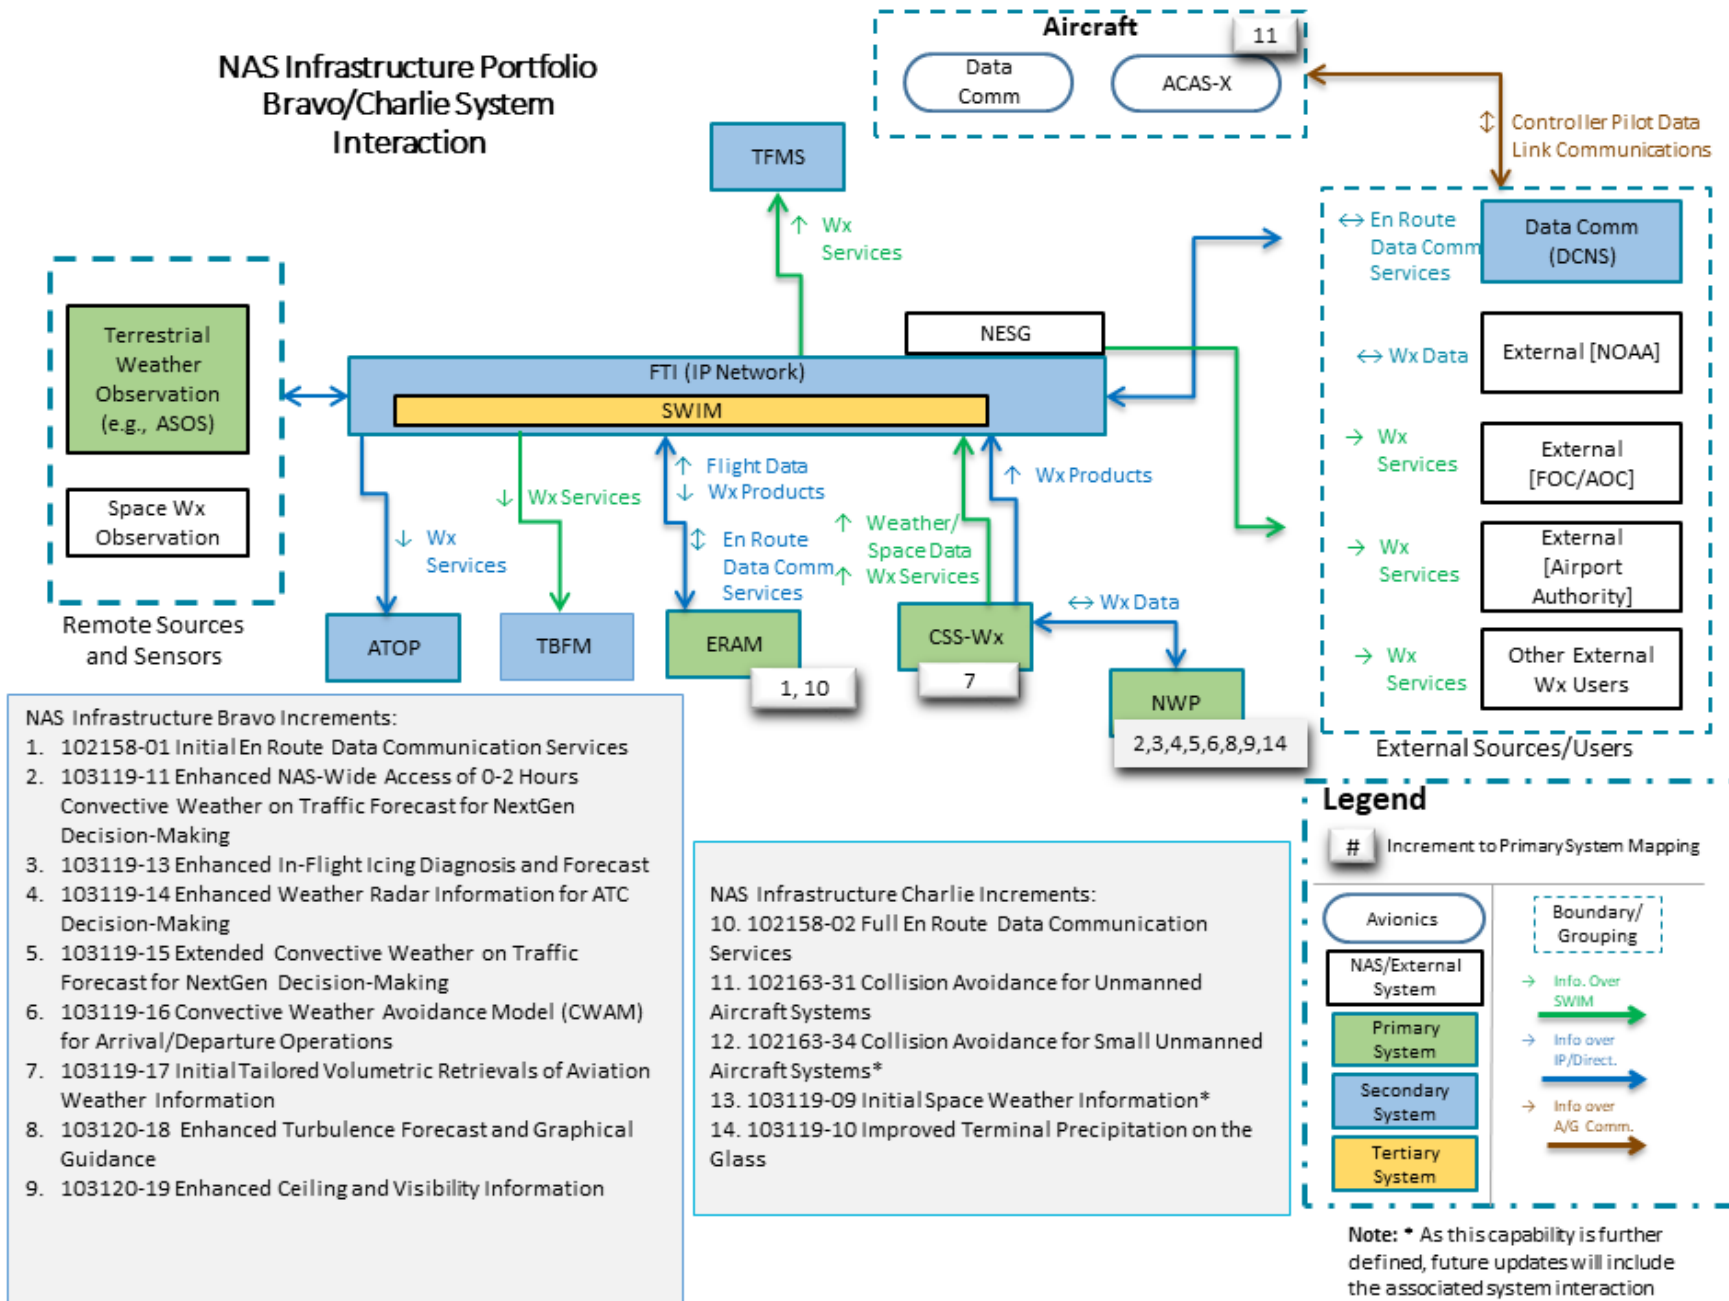 NAS Infrastructure Portfolio
Bravo/Charlie System
Interaction
Aircraft
11
Data
Comm
ACAS-X
↕ Controller Pilot Data
Link Communications
TFMS
↑ Wx
Services
Terrestrial
Weather
Observation
(e.g., ASOS)
Space Wx
Observation
Remote Sources
and Sensors
NESG
FTI (IP Network)
SWIM
↓ Wx
Services
↓ Wx Services
↑ Flight Data
↓ Wx Products
↕ En Route
Data Comm
Services
↑ Weather/
Space Data
↑ Wx Services
↑ Wx Products
↔ Wx Data
ATOP
TBFM
ERAM
1, 10
CSS-Wx
7
NWP
2,3,4,5,6,8,9,14
↔ En Route
Data Comm
Services
Data Comm
(DCNS)
↔ Wx Data
External [NOAA]
→ Wx
Services
External
[FOC/AOC]
→ Wx
Services
External
[Airport
Authority]
→ Wx
Services
Other External
Wx Users
External Sources/Users
NAS Infrastructure Bravo Increments:
1. 102158-01 Initial En Route Data Communication Services
2. 103119-11 Enhanced NAS-Wide Access of 0-2 Hours
Convective Weather on Traffic Forecast for NextGen
Decision-Making
3. 103119-13 Enhanced In-Flight Icing Diagnosis and Forecast
4. 103119-14 Enhanced Weather Radar Information for ATC
Decision-Making
5. 103119-15 Extended Convective Weather on Traffic
Forecast for NextGen Decision-Making
6. 103119-16 Convective Weather Avoidance Model (CWAM)
for Arrival/Departure Operations
7. 103119-17 Initial Tailored Volumetric Retrievals of Aviation
Weather Information
8. 103120-18 Enhanced Turbulence Forecast and Graphical
Guidance
9. 103120-19 Enhanced Ceiling and Visibility Information
NAS Infrastructure Charlie Increments:
10. 102158-02 Full En Route Data Communication
Services
11. 102163-31 Collision Avoidance for Unmanned
Aircraft Systems
12. 102163-34 Collision Avoidance for Small Unmanned
Aircraft Systems*
13. 103119-09 Initial Space Weather Information*
14. 103119-10 Improved Terminal Precipitation on the
Glass
Legend
# Increment to Primary System Mapping
Avionics
NAS/External
System
Primary
System
Secondary
System
Tertiary
System
Boundary/
Grouping
→ Info. Over
SWIM
→ Info over
IP/Direct.
→ Info over
A/G Comm.
Note: * As this capability is further
defined, future updates will include
the associated system interaction